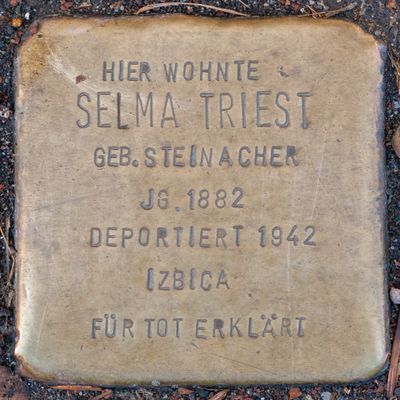 HIER WOHNTE
SELMA TRIEST
GEB. STEINACHER
JG. 1882
DEPORTIERT 1942
IZBICA
FÜR TOT ERKLÄRT